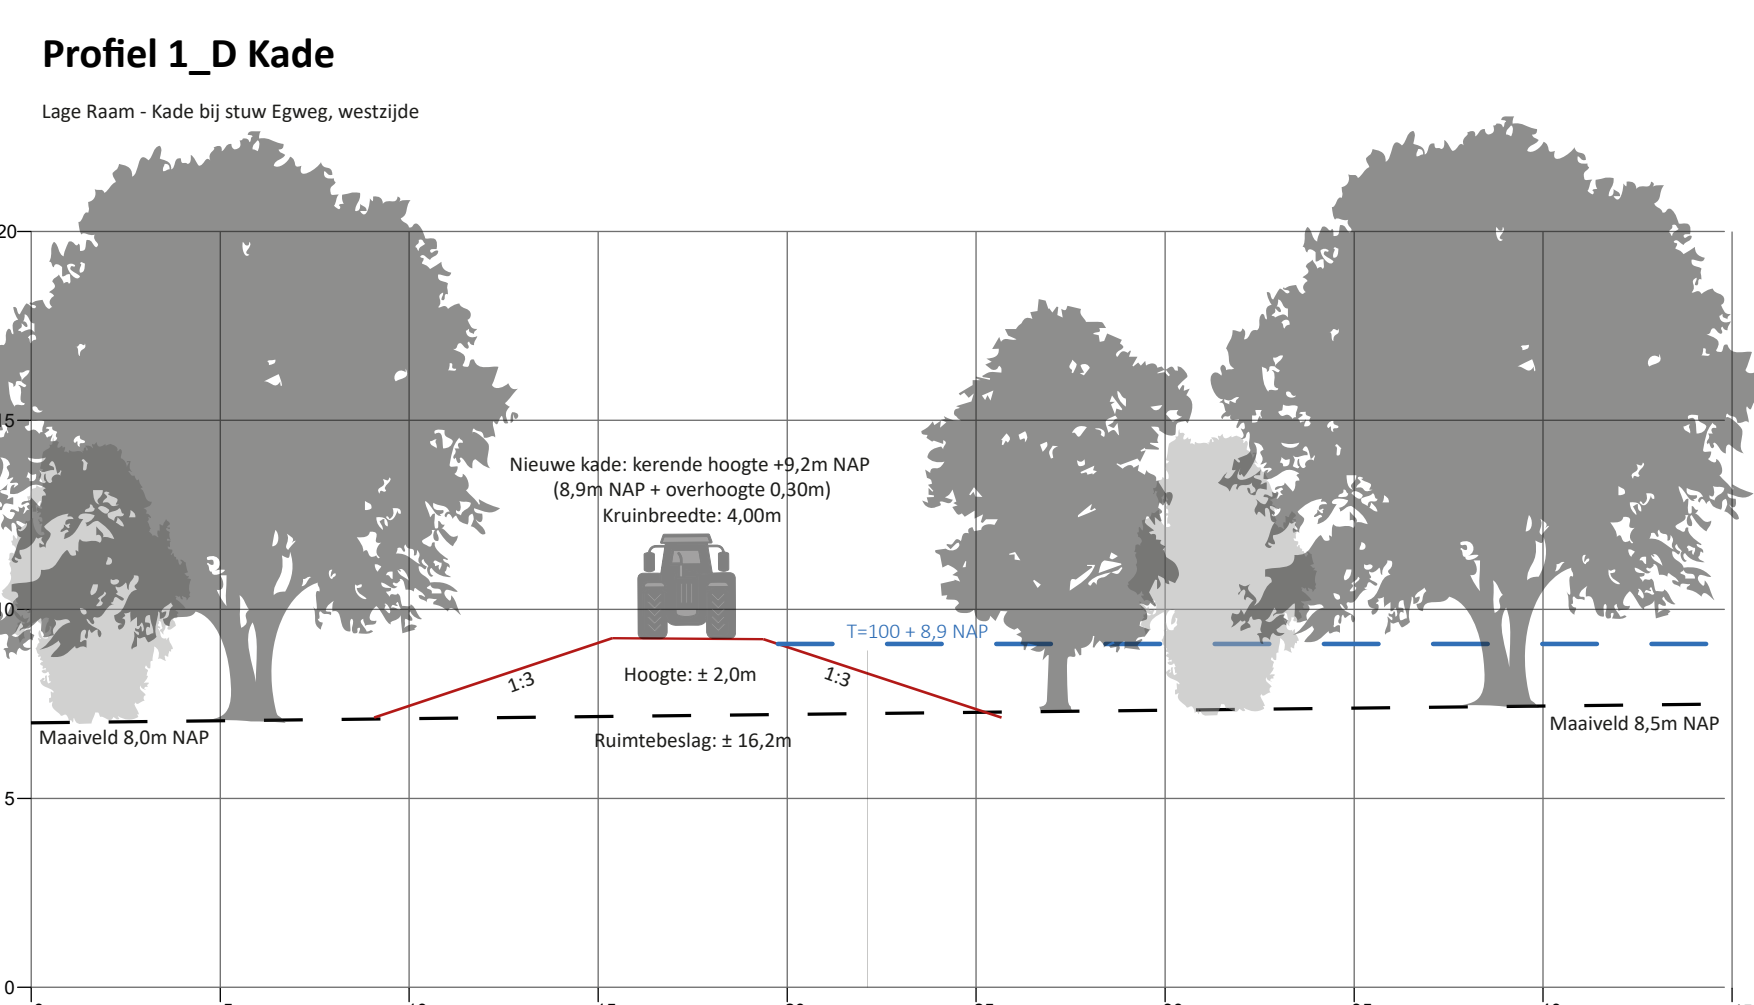 Profiel 1_D Kade
Lage Raam - Kade bij stuw Egweg, westzijde
20
15
Nieuwe kade: kerende hoogte +9,2m NAP
(8,9m NAP + overhoogte 0,30m)
Kruinbreedte: 4,00m
10
T=100 + 8,9 NAP
1:3
Hoogte: ± 2,0m
1:3
Maaiveld 8,0m NAP
Ruimtebeslag: ± 16,2m
Maaiveld 8,5m NAP
5
0